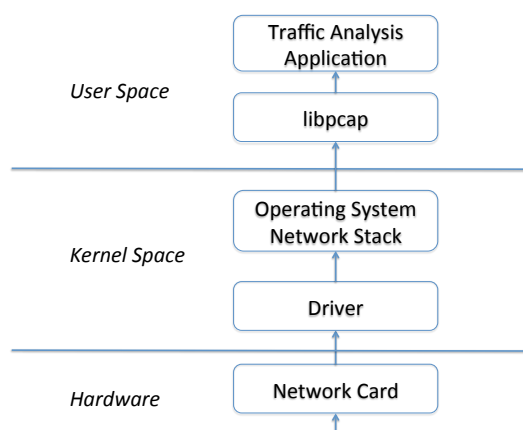 Traffic Analysis
Application
User Space
libpcap
Operating System
Network Stack
Kernel Space
Driver
Network Card
Hardware